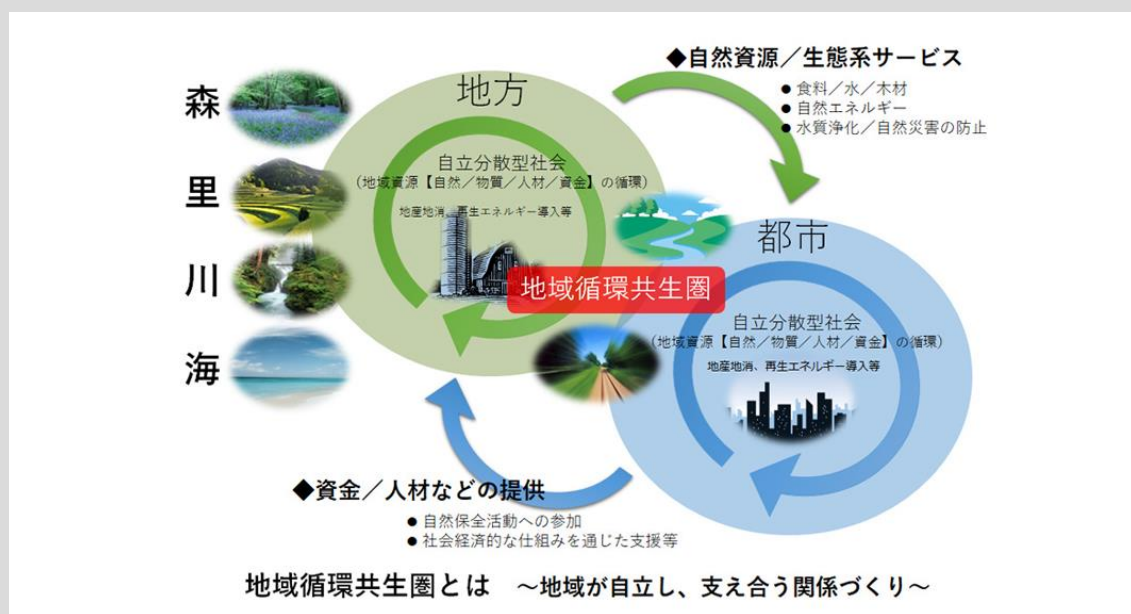 森
里
川
海
地方
自立分散型社会
(地域資源【自然／物質／人材／資金】の循環)
地産地消、再生エネルギー導入等
◆自然資源／生態系サービス
● 食料／水／木材
● 自然エネルギー
● 水質浄化／自然災害の防止
地域循環共生圏
都市
自立分散型社会
(地域資源【自然／物質／人材／資金】の循環)
地産地消、再生エネルギー導入等
◆資金／人材などの提供
● 自然保全活動への参加
● 社会経済的な仕組みを通じた支援等
地域循環共生圏とは　～地域が自立し、支え合う関係づくり～